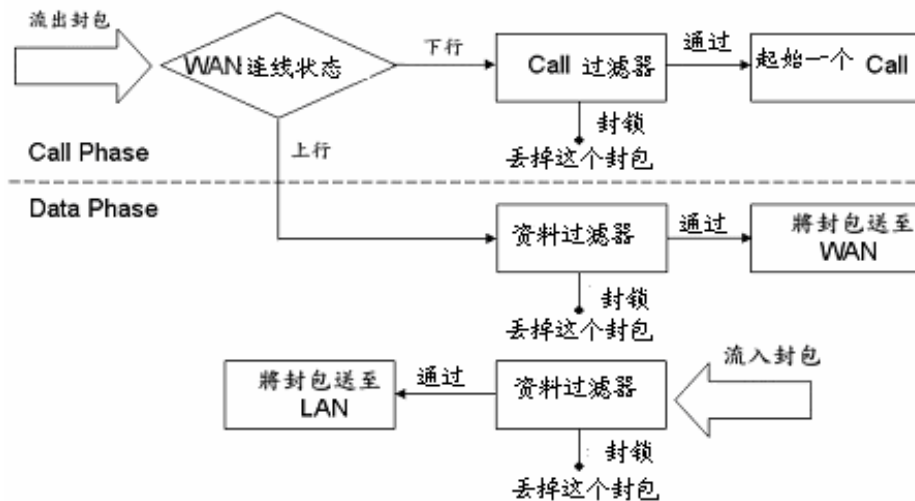 流出封包
WAN 连线状态
下行
Call 过滤器
通过
起始一个 Call
封锁
丢掉这个封包
Call Phase
上行
Data Phase
资料过滤器
通过
將封包送至
WAN
封锁
丢掉这个封包
流入封包
资料过滤器
通过
將封包送至
LAN
封锁
丢掉这个封包